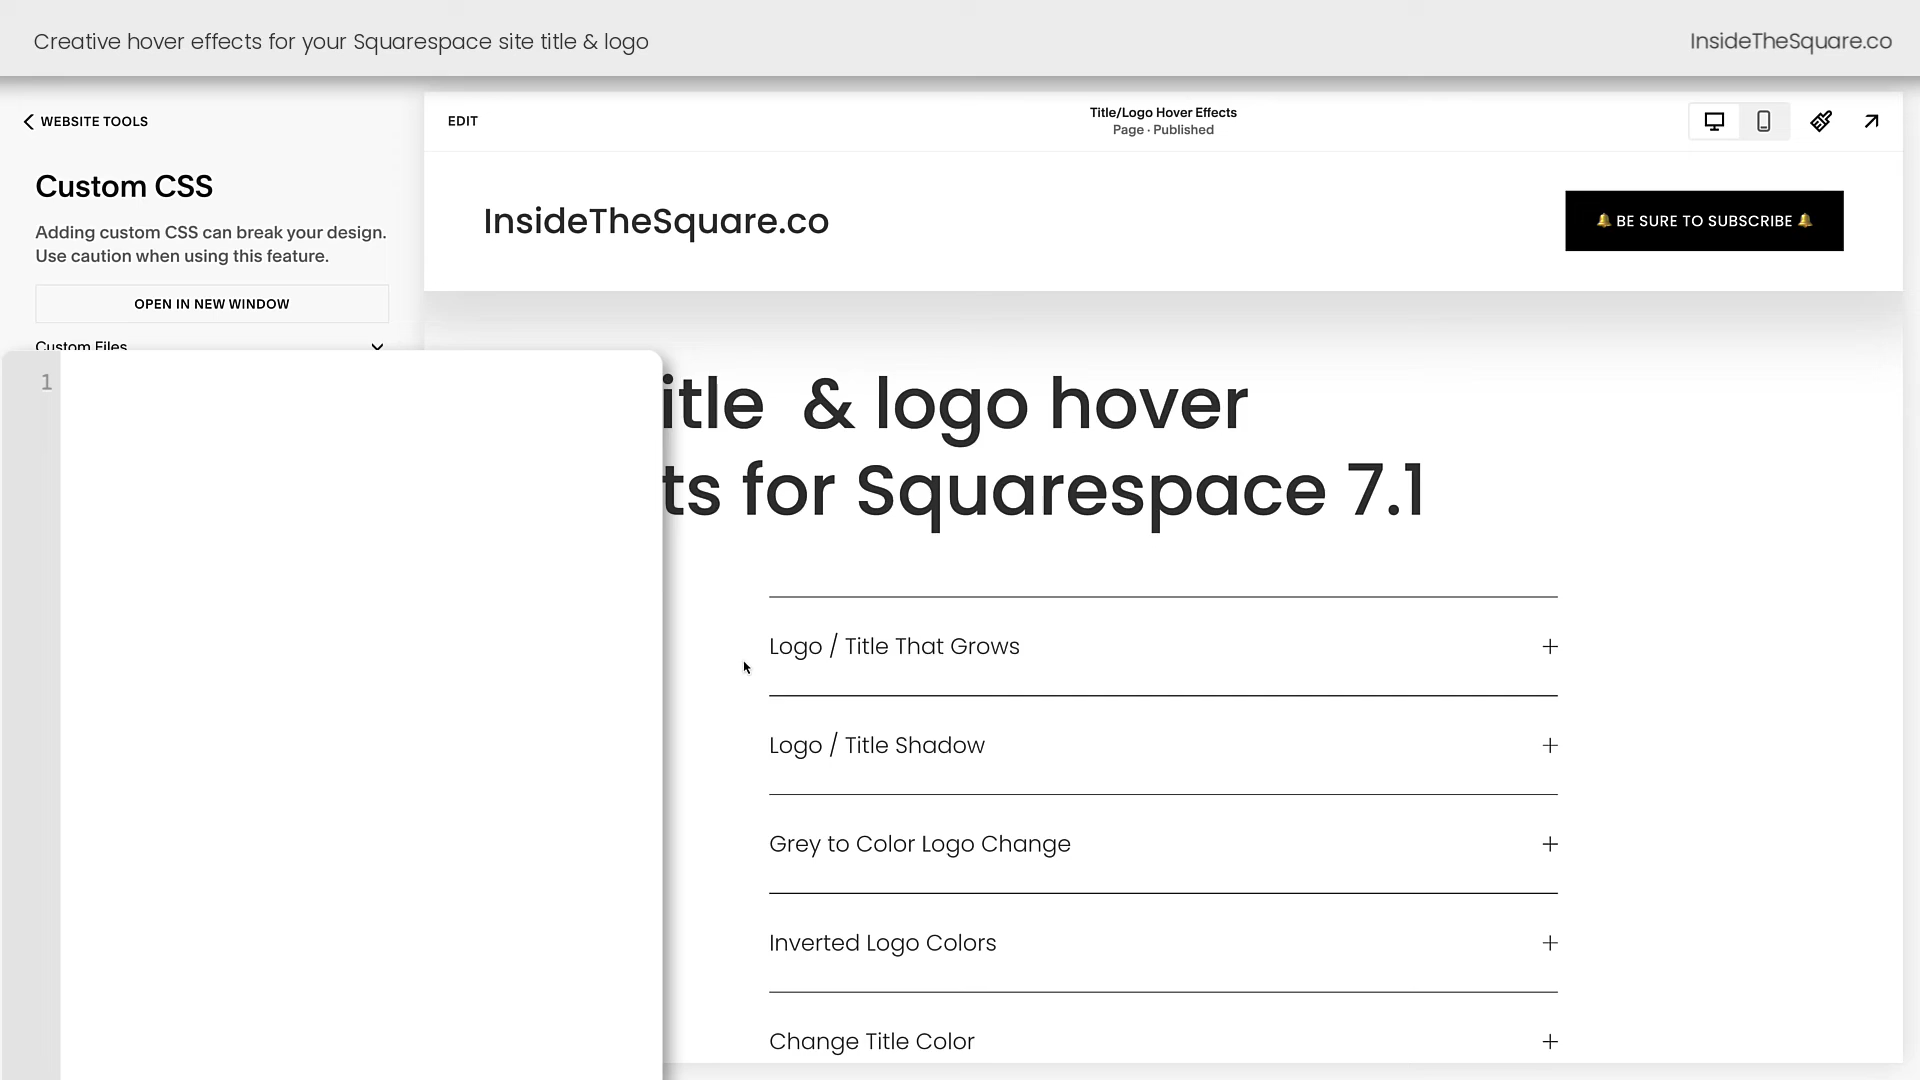 Creative hover effects for your Squarespace site title & logo
InsideTheSquare.co
WEBSITE TOOLS
Custom CSS
Adding custom CSS can break your design.
Use caution when using this feature.
OPEN IN NEW WINDOW
Custom Files
1
EDIT
Title/Logo Hover Effects
Page · Published
InsideTheSquare.co
🔔 BE SURE TO SUBSCRIBE 🔔
itle & logo hover
ts for Squarespace 7.1
Logo / Title That Grows
Logo / Title Shadow
Grey to Color Logo Change
Inverted Logo Colors
Change Title Color